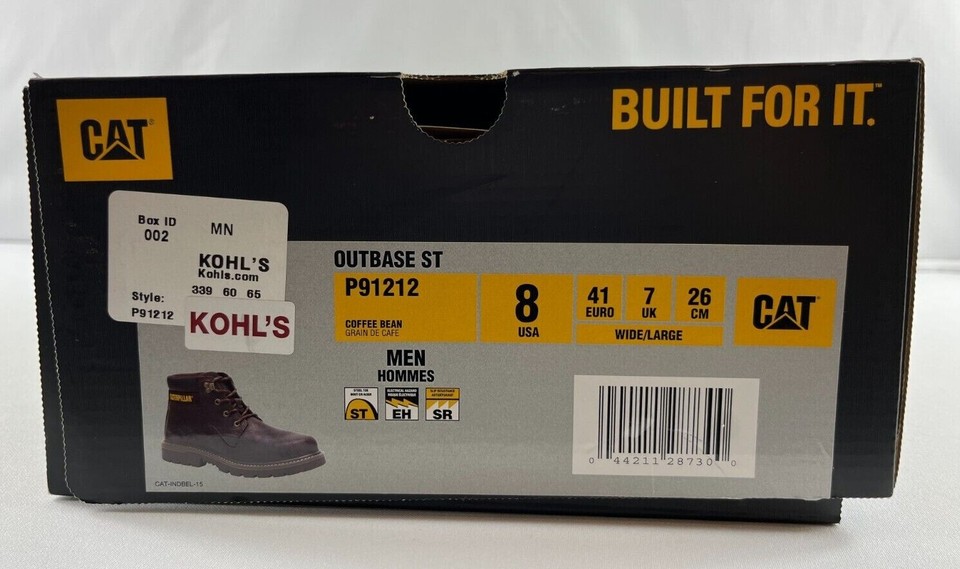 CAT®
BUILT FOR IT.™
Box ID
002
MN
KOHL'S
Kohls.com
339 60 65
Style:
P91212
KOHL'S
OUTBASE ST
P91212
COFFEE BEAN
GRAIN DE CAFE
8
USA
41
EURO
7
UK
26
CM
WIDE/LARGE
CAT
MEN
HOMMES
ST
EH
SR
CATERPILLAR
CAT-INDBEL-15
0 44211 28730 0